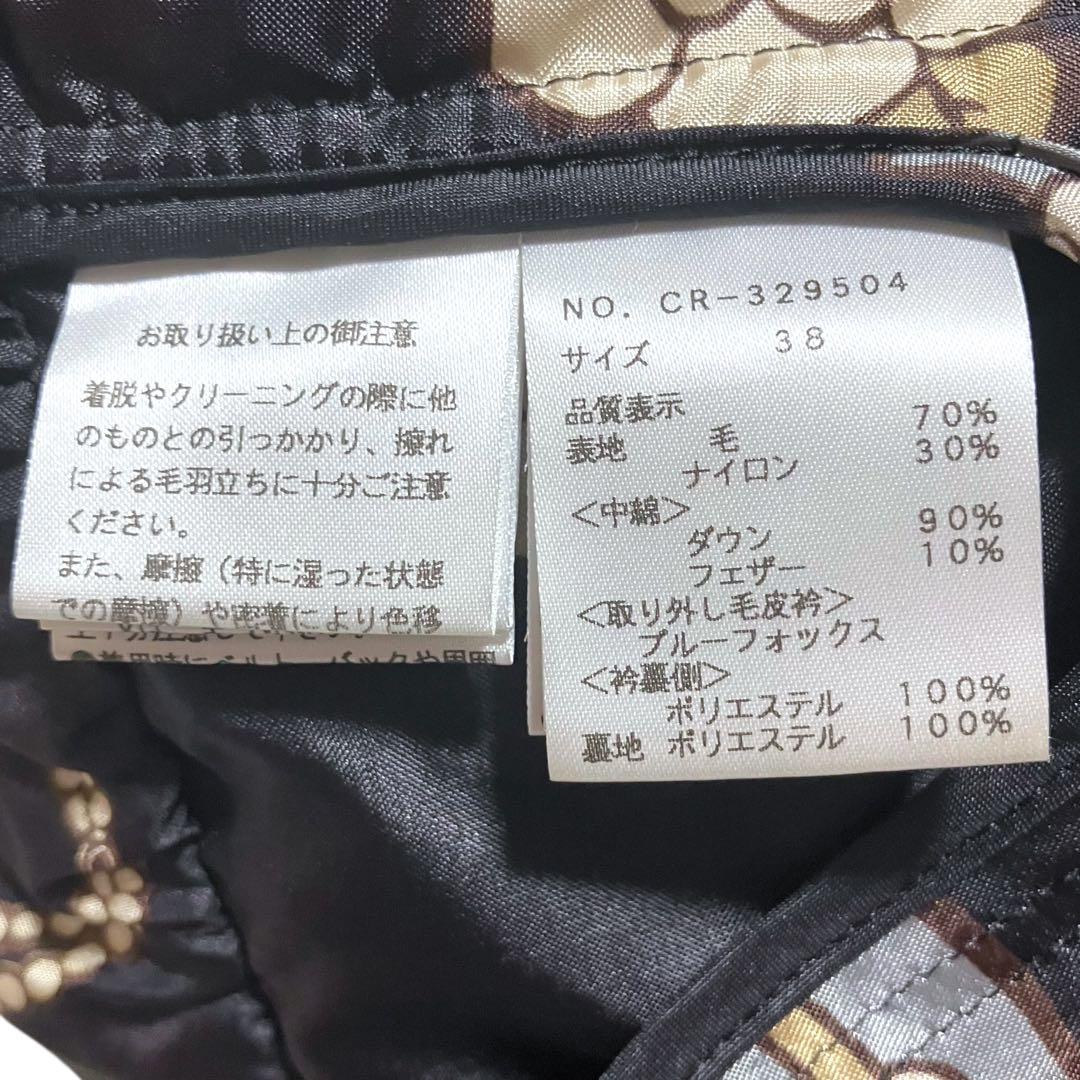 お取り扱い上の御注意
着脱やクリーニングの際に他
のものとの引っかかり、擦れ
による毛羽立ちに十分ご注意
ください。
また、摩擦（特に湿った状態
での摩擦）や密着により色移
NO. CR-329504
サイズ 38
品質表示
表地 毛 70%
ナイロン 30%
<中綿>
ダウン 90%
フェザー 10%
<取り外し毛皮衿>
ブルーフォックス
<衿裏側>
ポリエステル 100%
裏地 ポリエステル 100%